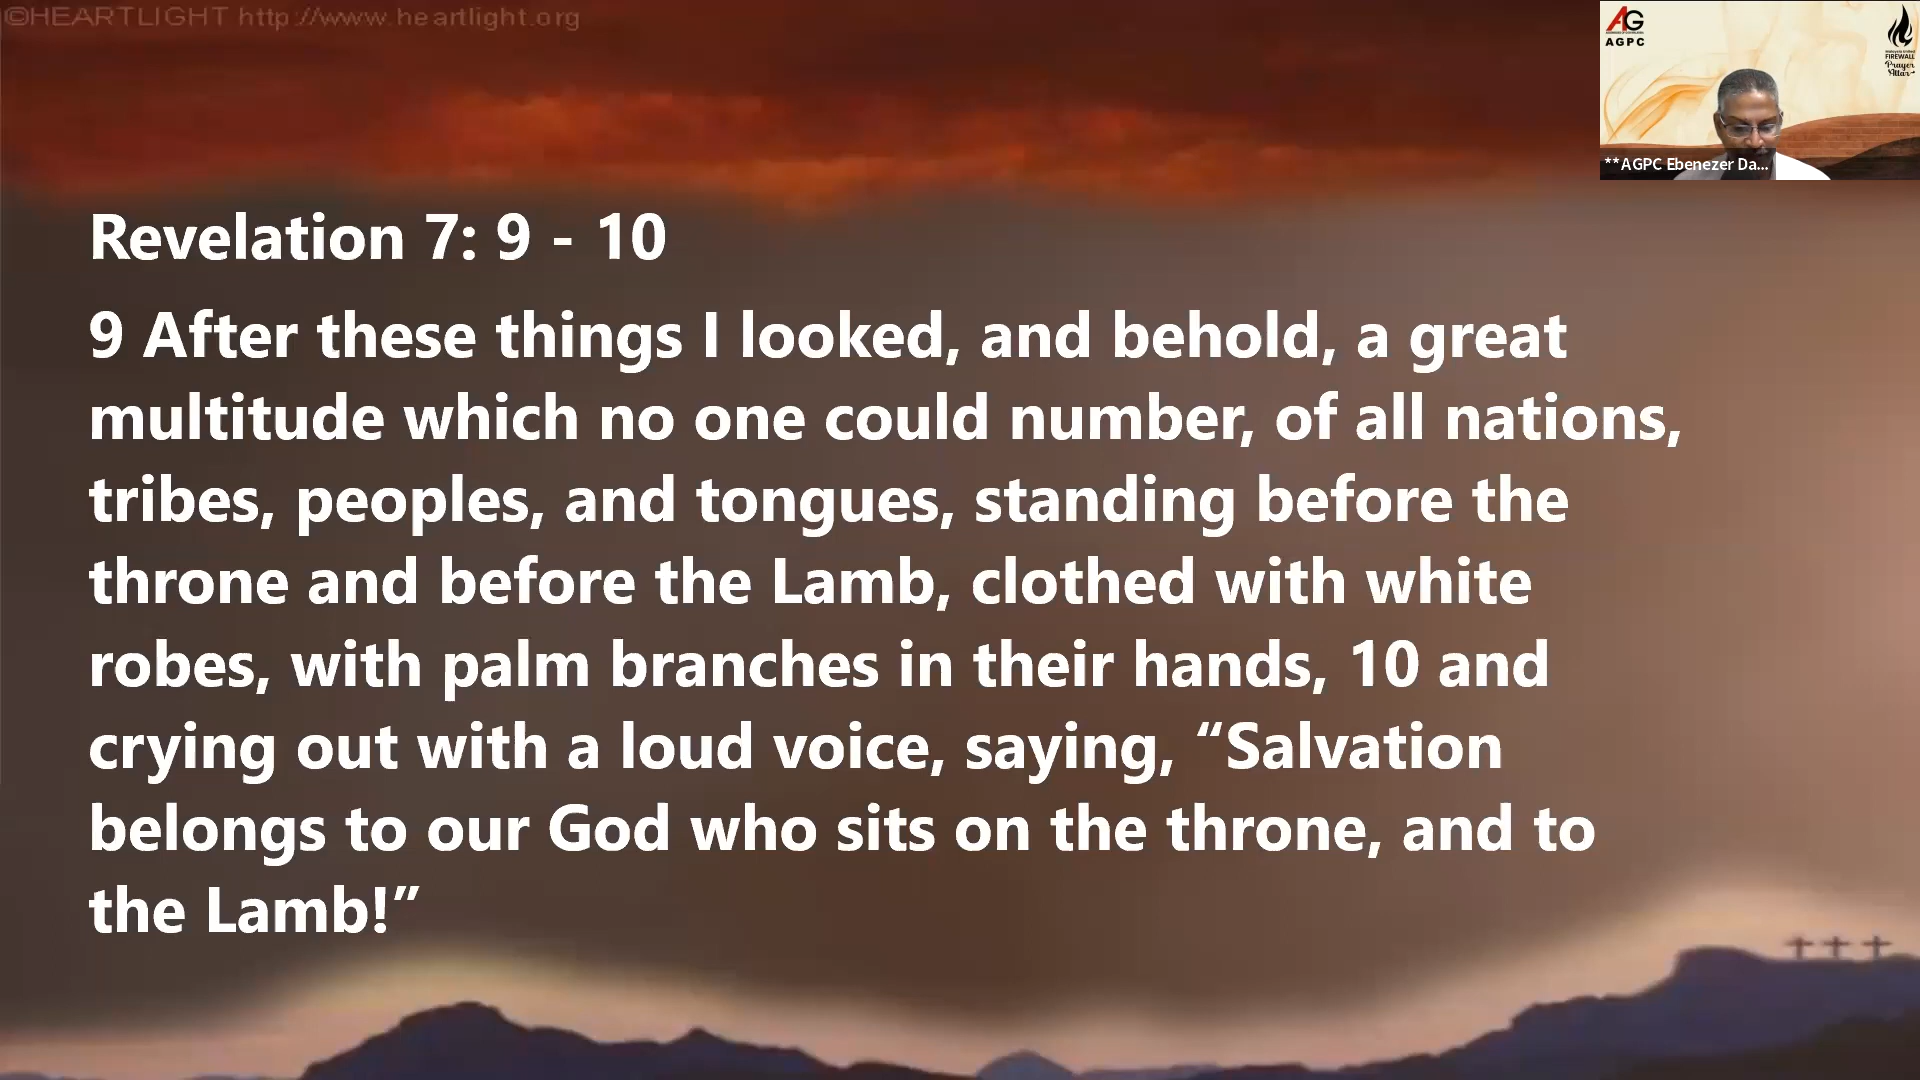 ©HEARTLIGHT http://www.heartlight.org
AG
AGPC
FIREWALL
Prayer
Altar
**AGPC Ebenezer Da...
Revelation 7: 9 - 10
9 After these things I looked, and behold, a great
multitude which no one could number, of all nations,
tribes, peoples, and tongues, standing before the
throne and before the Lamb, clothed with white
robes, with palm branches in their hands, 10 and
crying out with a loud voice, saying, “Salvation
belongs to our God who sits on the throne, and to
the Lamb!”